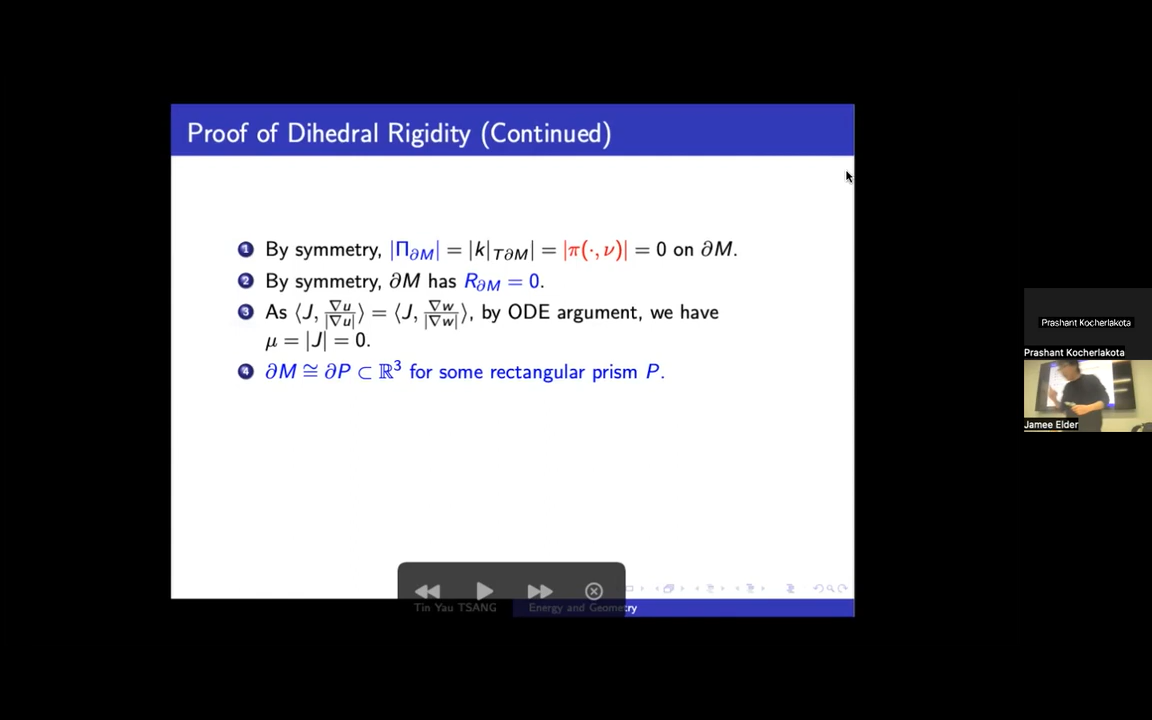 Proof of Dihedral Rigidity (Continued)
1 By symmetry, |Π_{∂M}| = |k|_{T∂M}| = |π(·, ν)| = 0 on ∂M.
2 By symmetry, ∂M has R_{∂M} = 0.
3 As ⟨J, ∇u/|∇u|⟩ = ⟨J, ∇w/|∇w|⟩, by ODE argument, we have
μ = |J| = 0.
4 ∂M ≅ ∂P ⊂ ℝ³ for some rectangular prism P.
Tin Yau TSANG Energy and Geometry
Prashant Kocherlakota
Prashant Kocherlakota
Jamee Elder